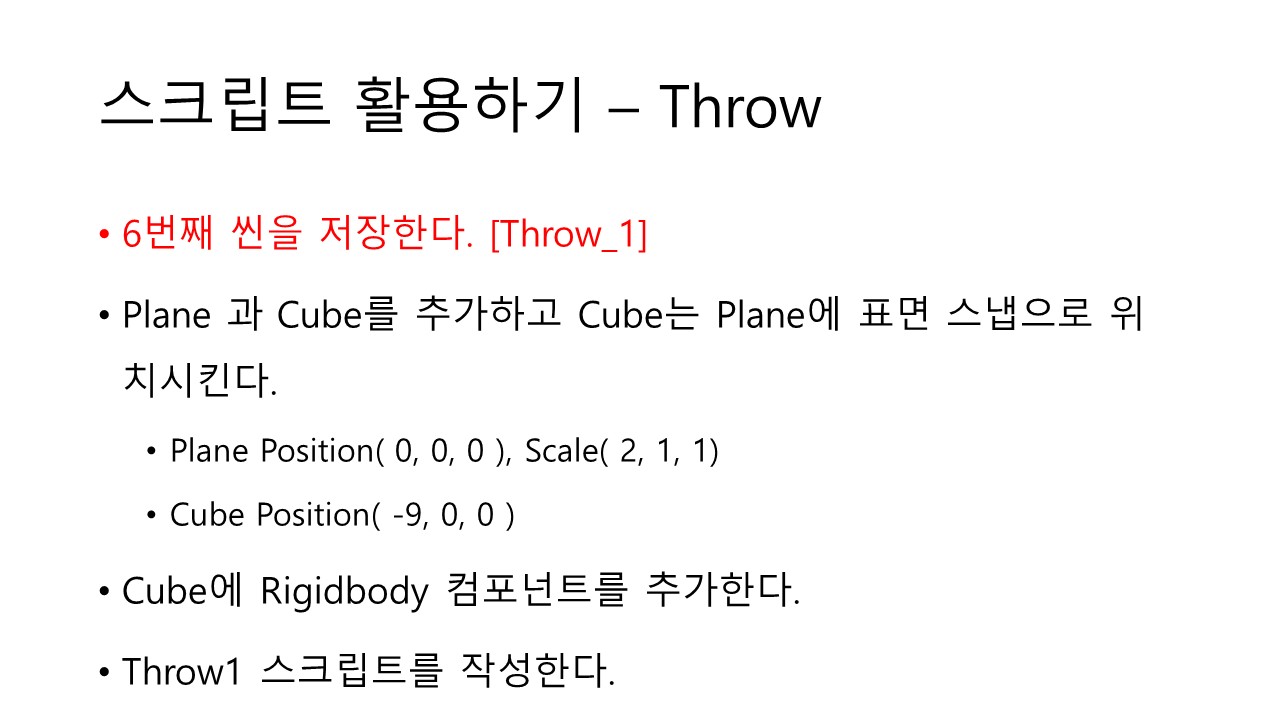 스크립트 활용하기 – Throw
• 6번째 씬을 저장한다. [Throw_1]
• Plane 과 Cube를 추가하고 Cube는 Plane에 표면 스냅으로 위
치시킨다.
• Plane Position( 0, 0, 0 ), Scale( 2, 1, 1)
• Cube Position( -9, 0, 0 )
• Cube에 Rigidbody 컴포넌트를 추가한다.
• Throw1 스크립트를 작성한다.